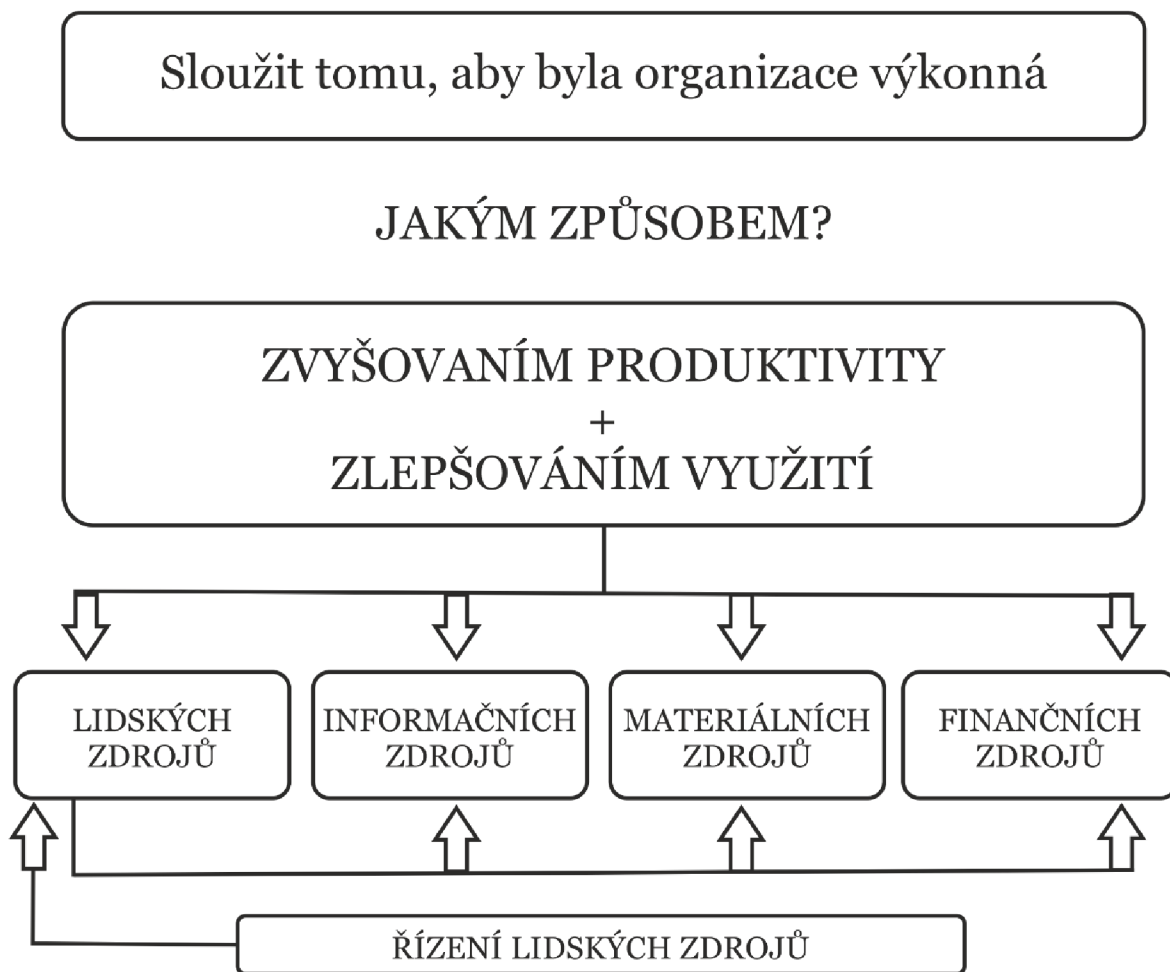 Sloužit tomu, aby byla organizace výkonná
JAKÝM ZPŮSOBEM?
ZVYŠOVANÍM PRODUKTIVITY
+
ZLEPŠOVÁNÍM VYUŽITÍ
LIDSKÝCH
ZDROJŮ
INFORMAČNÍCH
ZDROJŮ
MATERIÁLNÍCH
ZDROJŮ
FINANČNÍCH
ZDROJŮ
ŘÍZENÍ LIDSKÝCH ZDROJŮ